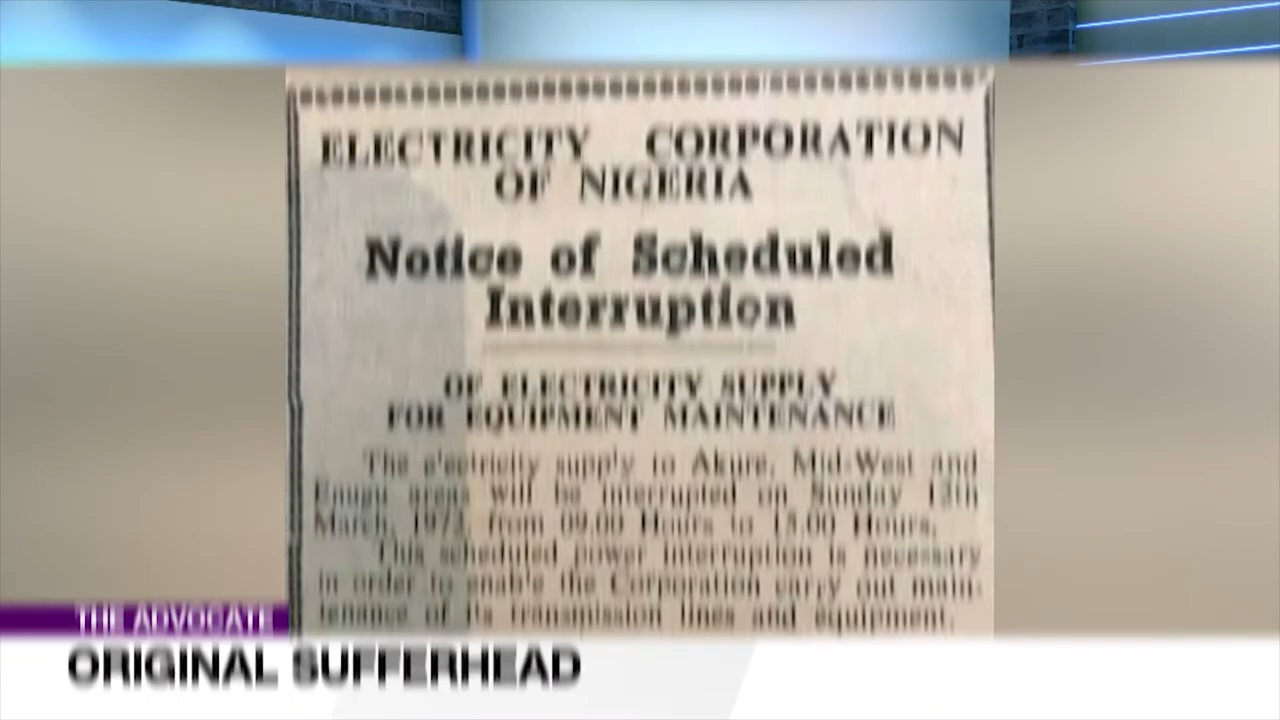 ELECTRICITY CORPORATION
OF NIGERIA
Notice of Scheduled
Interruption
OF ELECTRICITY SUPPLY
FOR EQUIPMENT MAINTENANCE
The electricity supply to Akure, Mid-West and
Enugu areas will be interrupted on Sunday 12th
March, 1972 from 09.00 Hours to 15.00 Hours.
This scheduled power interruption is necessary
in order to enable the Corporation carry out main-
tenance of its transmission lines and equipment.
THE ADVOCATE
ORIGINAL SUFFERHEAD